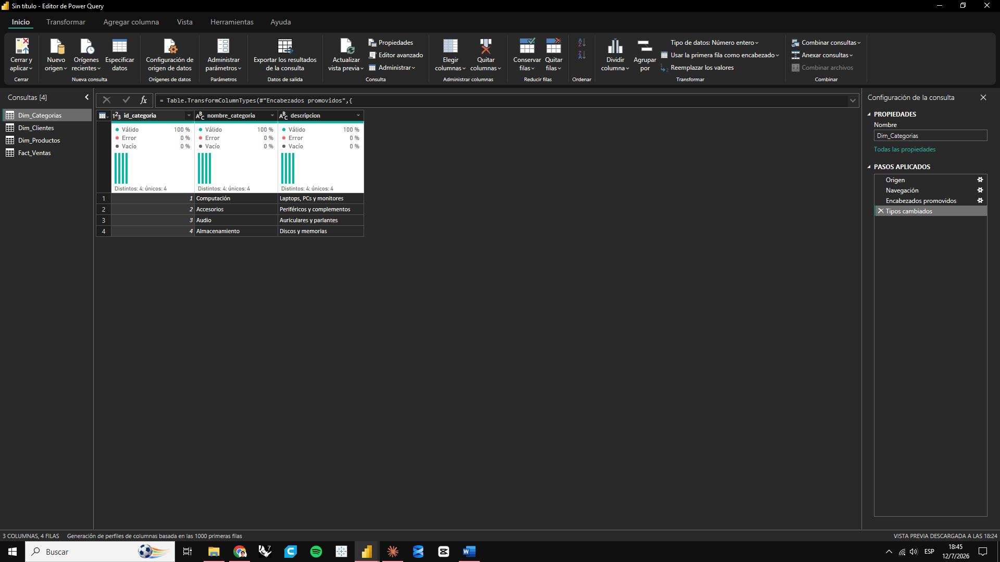 Sin título - Editor de Power Query
Inicio Transformar Agregar columna Vista Herramientas Ayuda
Cerrar y aplicar
Nuevo origen
Orígenes recientes
Especificar datos
Configuración de origen de datos
Administrar parámetros
Exportar los resultados de la consulta
Actualizar vista previa
Propiedades
Editor avanzado
Administrar
Elegir columnas
Quitar columnas
Conservar filas
Quitar filas
Dividir columna
Agrupar por
Tipo de datos: Número entero
Usar la primera fila como encabezado
Reemplazar los valores
Combinar consultas
Anexar consultas
Combinar archivos
Cerrar Nueva consulta Orígenes de datos Parámetros Datos de salida Consulta Administrar columnas Reducir filas Ordenar Transformar Combinar
Consultas [4]
Dim_Categorias
Dim_Clientes
Dim_Productos
Fact_Ventas
fx = Table.TransformColumnTypes(#"Encabezados promovidos",{
123 id_categoria ABC nombre_categoria ABC descripcion
Válido 100 % Válido 100 % Válido 100 %
Error 0 % Error 0 % Error 0 %
Vacío 0 % Vacío 0 % Vacío 0 %
Distintos: 4; únicos: 4 Distintos: 4; únicos: 4 Distintos: 4; únicos: 4
1 1 Computación Laptops, PCs y monitores
2 2 Accesorios Periféricos y complementos
3 3 Audio Auriculares y parlantes
4 4 Almacenamiento Discos y memorias
Configuración de la consulta
PROPIEDADES
Nombre
Dim_Categorias
Todas las propiedades
PASOS APLICADOS
Origen
Navegación
Encabezados promovidos
Tipos cambiados
3 COLUMNAS, 4 FILAS Generación de perfiles de columnas basada en las 1000 primeras filas
VISTA PREVIA DESCARGADA A LAS 18:24
Buscar
ESP
18:45
12/7/2026